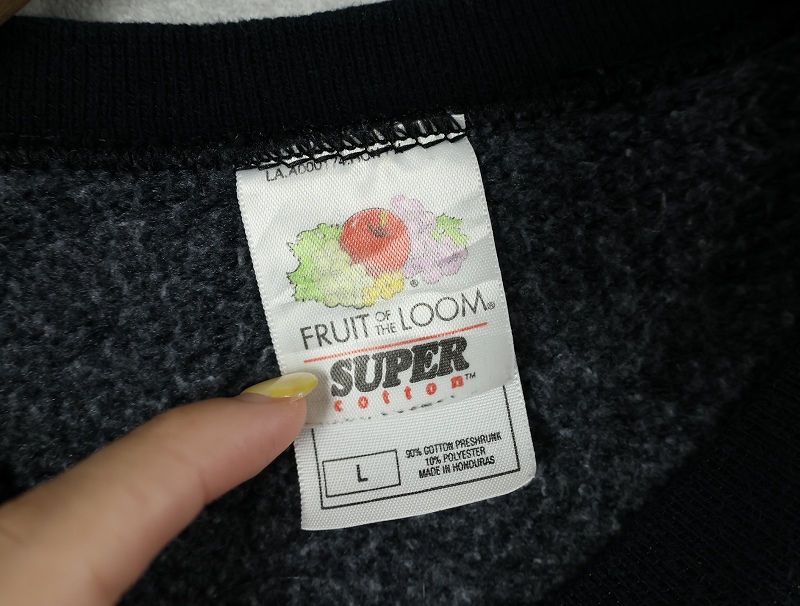 FRUIT OF THE LOOM®
SUPER
cotton™
L
90% COTTON PRESHRUNK
10% POLYESTER
MADE IN HONDURAS